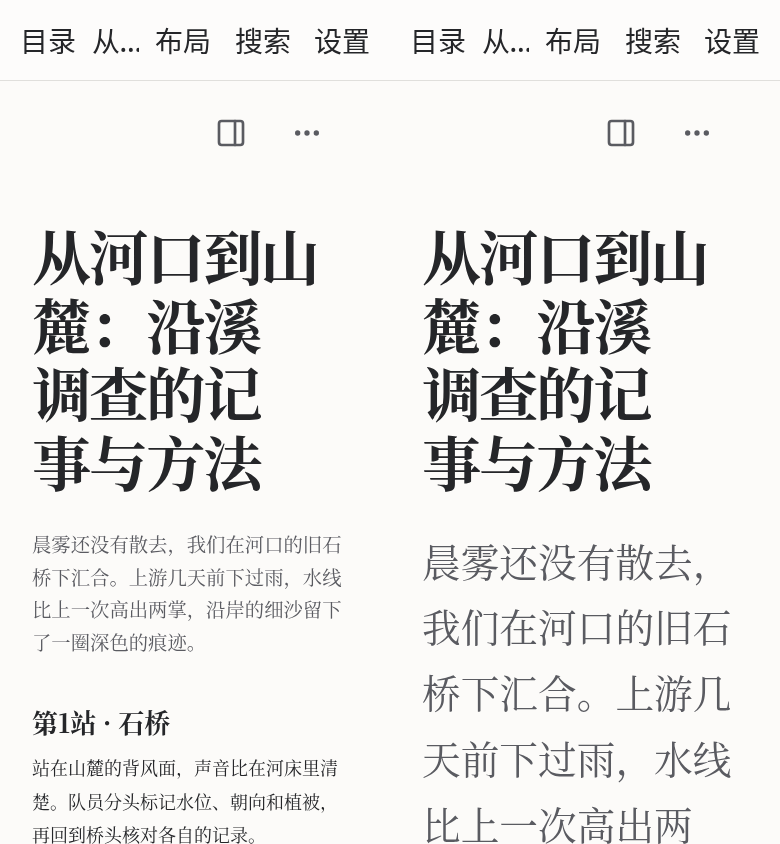 目录 从... 布局 搜索 设置
从河口到山
麓：沿溪
调查的记
事与方法
晨雾还没有散去，我们在河口的旧石
桥下汇合。上游几天前下过雨，水线
比上一次高出两掌，沿岸的细沙留下
了一圈深色的痕迹。
第1站 · 石桥
站在山麓的背风面，声音比在河床里清
楚。队员分头标记水位、朝向和植被，
再回到桥头核对各自的记录。
目录 从... 布局 搜索 设置
从河口到山
麓：沿溪
调查的记
事与方法
晨雾还没有散去，
我们在河口的旧石
桥下汇合。上游几
天前下过雨，水线
比上一次高出两